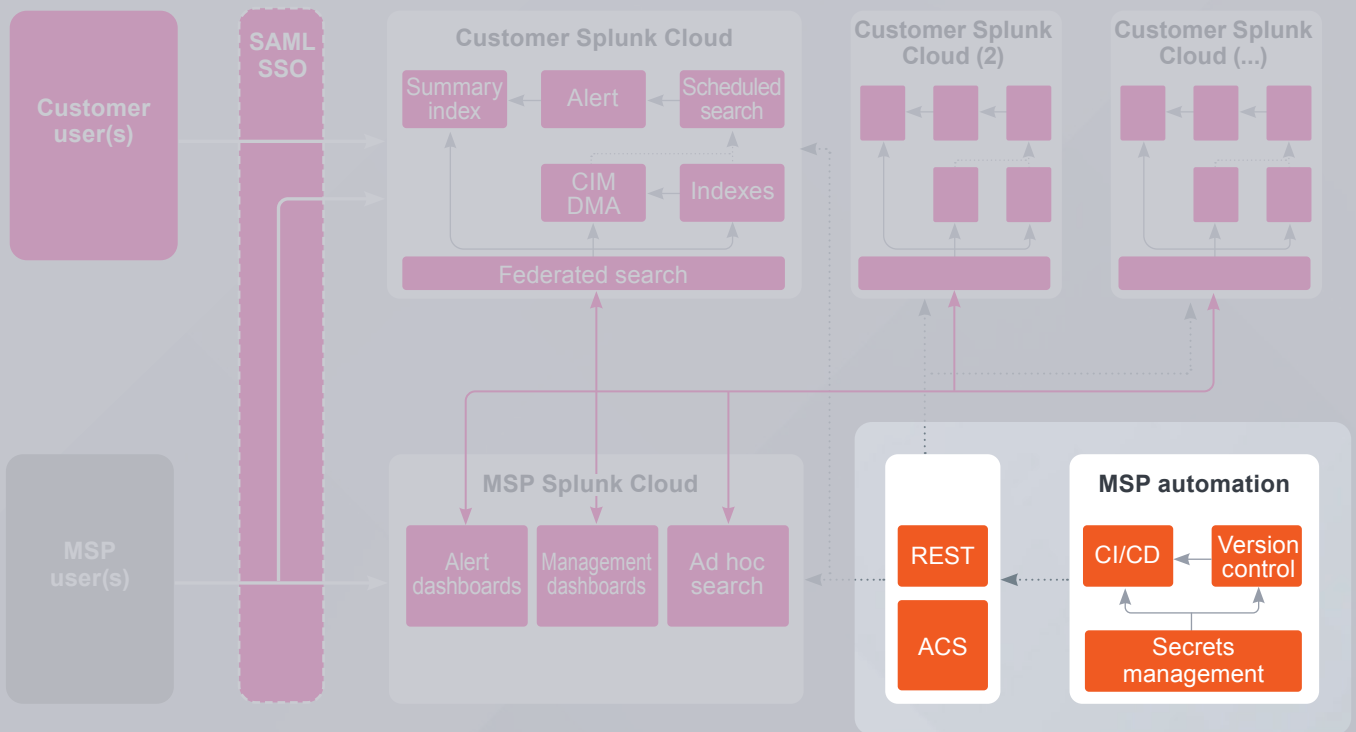 Customer
user(s)
SAML
SSO
Customer Splunk Cloud
Summary
index
Alert
Scheduled
search
CIM
DMA
Indexes
Federated search
Customer Splunk
Cloud (2)
Customer Splunk
Cloud (...)
MSP
user(s)
MSP Splunk Cloud
Alert
dashboards
Management
dashboards
Ad hoc
search
REST
ACS
MSP automation
CI/CD
Version
control
Secrets
management